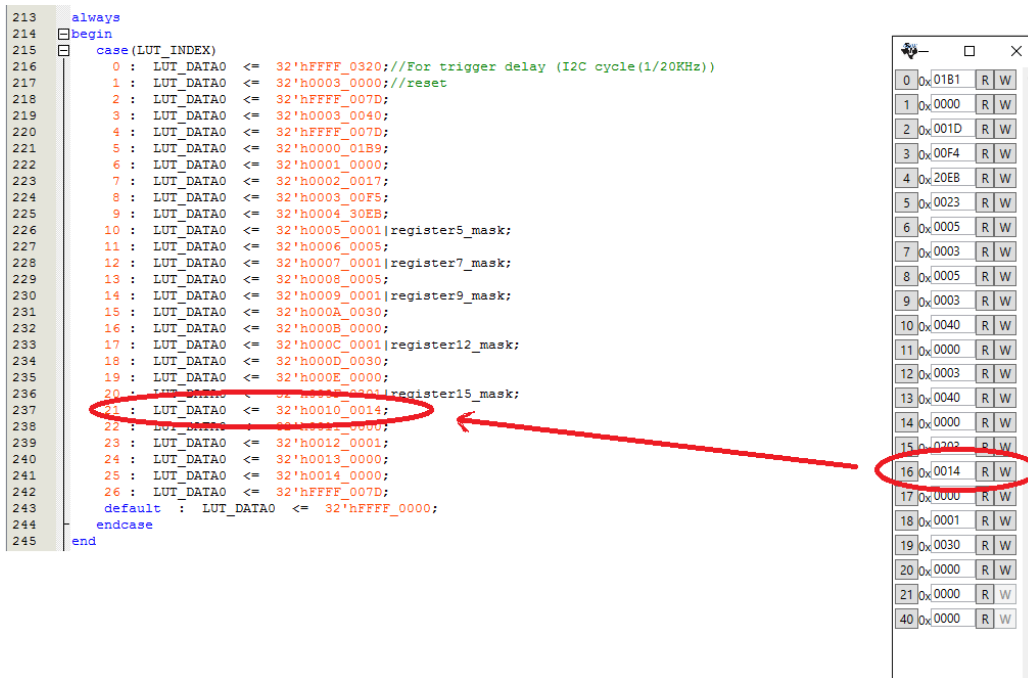 213 always
214 begin
215 case(LUT_INDEX)
216 0 : LUT_DATA0 <= 32'hFFFF_0320;//For trigger delay (I2C cycle(1/20KHz))
217 1 : LUT_DATA0 <= 32'h0003_0000;//reset
218 2 : LUT_DATA0 <= 32'hFFFF_007D;
219 3 : LUT_DATA0 <= 32'h0003_0040;
220 4 : LUT_DATA0 <= 32'hFFFF_007D;
221 5 : LUT_DATA0 <= 32'h0000_01B9;
222 6 : LUT_DATA0 <= 32'h0001_0000;
223 7 : LUT_DATA0 <= 32'h0002_0017;
224 8 : LUT_DATA0 <= 32'h0003_00F5;
225 9 : LUT_DATA0 <= 32'h0004_30EB;
226 10 : LUT_DATA0 <= 32'h0005_0001|register5_mask;
227 11 : LUT_DATA0 <= 32'h0006_0005;
228 12 : LUT_DATA0 <= 32'h0007_0001|register7_mask;
229 13 : LUT_DATA0 <= 32'h0008_0005;
230 14 : LUT_DATA0 <= 32'h0009_0001|register9_mask;
231 15 : LUT_DATA0 <= 32'h000A_0030;
232 16 : LUT_DATA0 <= 32'h000B_0000;
233 17 : LUT_DATA0 <= 32'h000C_0001|register12_mask;
234 18 : LUT_DATA0 <= 32'h000D_0030;
235 19 : LUT_DATA0 <= 32'h000E_0000;
236 20 : LUT_DATA0 |register15_mask;
237 21 : LUT_DATA0 <= 32'h0010_0014;
238 22 : LUT_DATA0
239 23 : LUT_DATA0 <= 32'h0012_0001;
240 24 : LUT_DATA0 <= 32'h0013_0000;
241 25 : LUT_DATA0 <= 32'h0014_0000;
242 26 : LUT_DATA0 <= 32'hFFFF_007D;
243 default : LUT_DATA0 <= 32'hFFFF_0000;
244 endcase
245 end
0 0x 01B1 R W
1 0x 0000 R W
2 0x 001D R W
3 0x 00F4 R W
4 0x 20EB R W
5 0x 0023 R W
6 0x 0005 R W
7 0x 0003 R W
8 0x 0005 R W
9 0x 0003 R W
10 0x 0040 R W
11 0x 0000 R W
12 0x 0003 R W
13 0x 0040 R W
14 0x 0000 R W
15 0x 0203 R W
16 0x 0014 R W
17 0x 0000 R W
18 0x 0001 R W
19 0x 0030 R W
20 0x 0000 R W
21 0x 0000 R W
40 0x 0000 R W